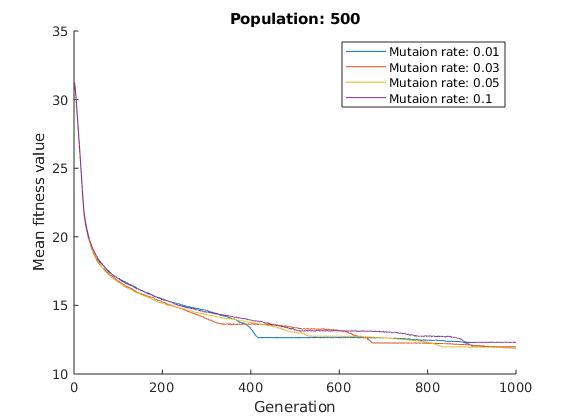 Population: 500
35
30
25
20
15
10
Mean fitness value
Mutaion rate: 0.01
Mutaion rate: 0.03
Mutaion rate: 0.05
Mutaion rate: 0.1
0 200 400 600 800 1000
Generation